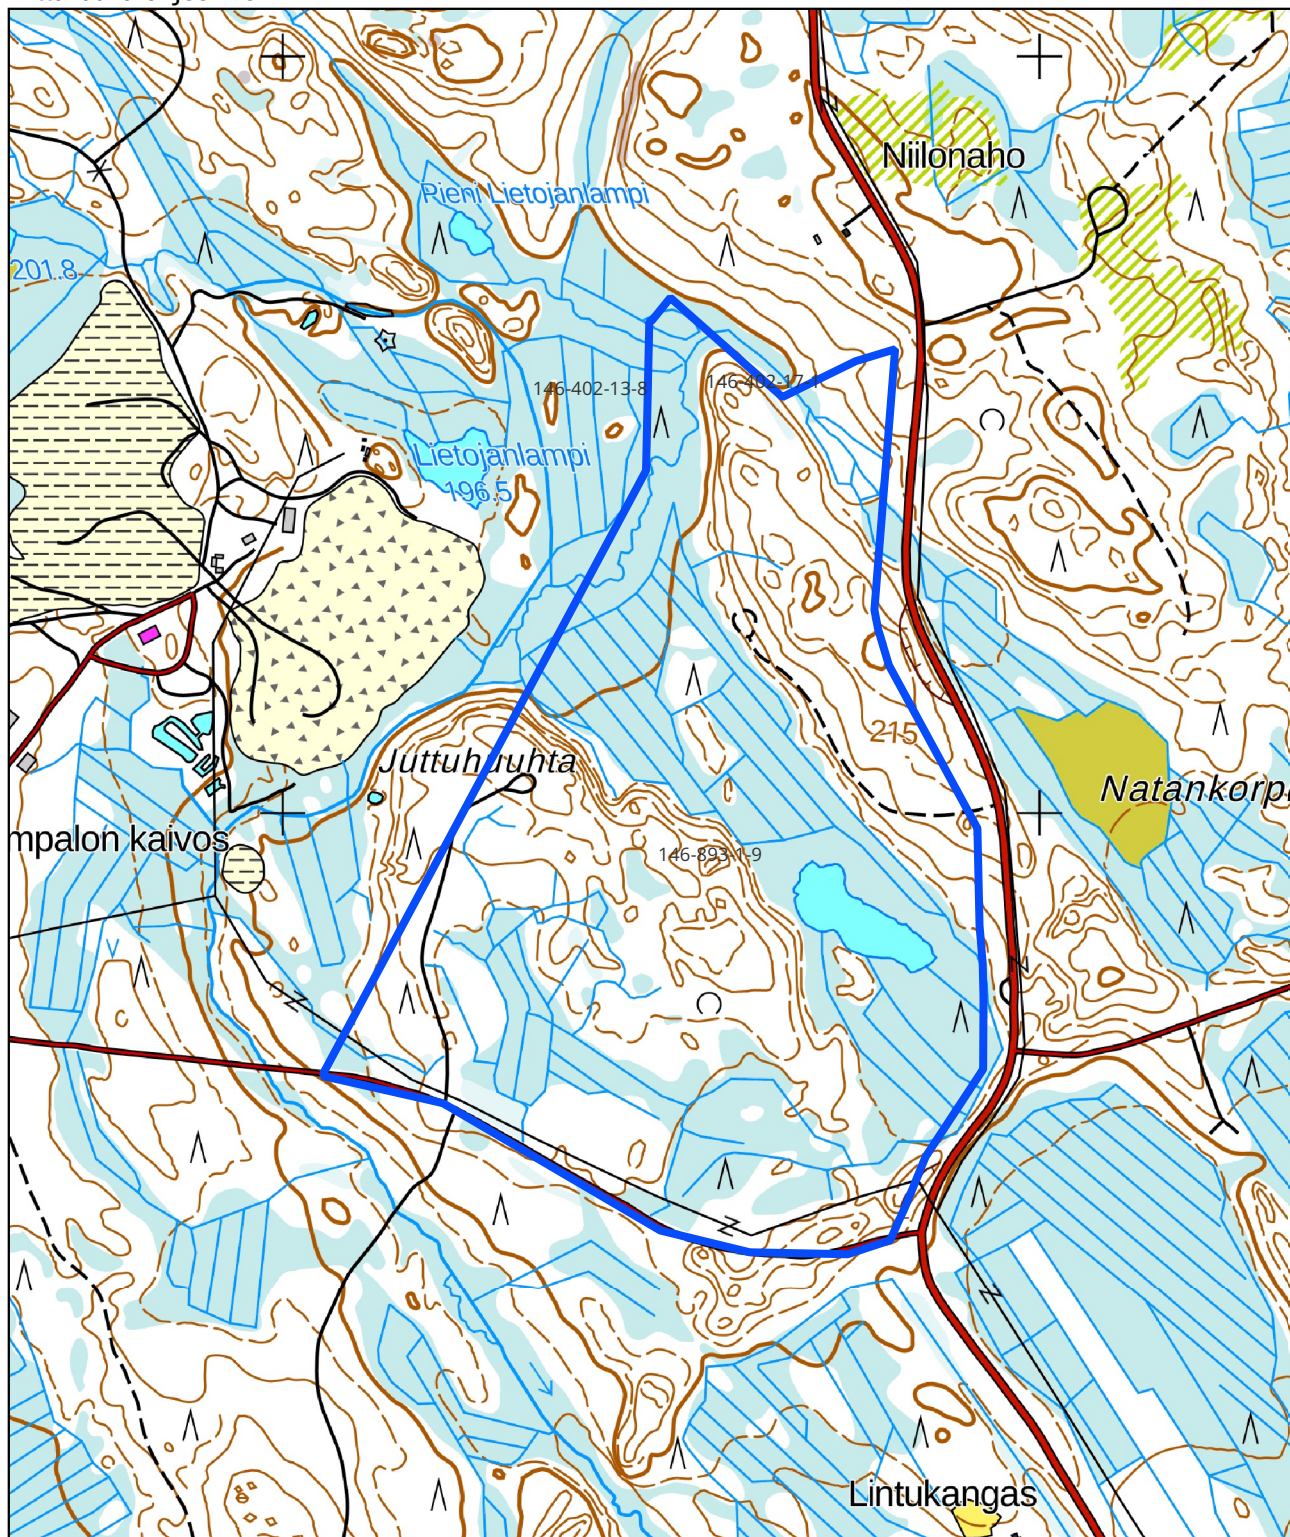 Niilonaho
Pieni Lietojanlampi
201.8
146-402-13-8
146-402-17-1
Lietojanlampi
196.5
215
Juttuhuuhta
Natankorp
mpalon kaivos
146-893-1-9
Lintukangas